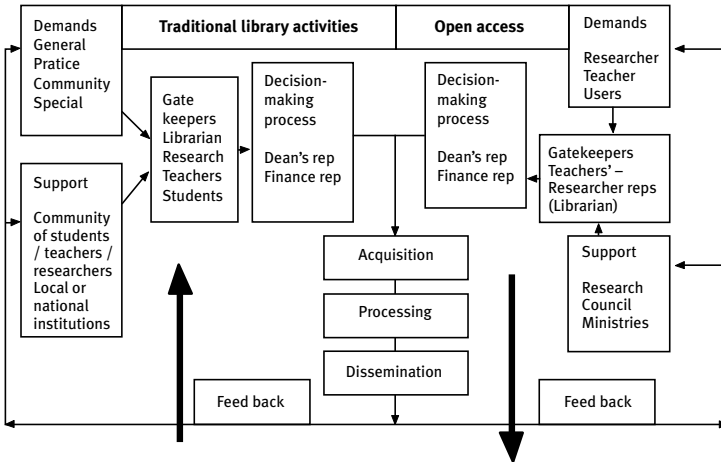 Demands
General
Pratice
Community
Special
Traditional library activities
Open access
Demands
Researcher
Teacher
Users
Gate
keepers
Librarian
Research
Teachers
Students
Decision-
making
process
Dean's rep
Finance rep
Decision-
making
process
Dean's rep
Finance rep
Gatekeepers
Teachers' –
Researcher reps
(Librarian)
Support
Community
of students
/ teachers /
researchers
Local or
national
institutions
Acquisition
Processing
Dissemination
Support
Research
Council
Ministries
Feed back
Feed back